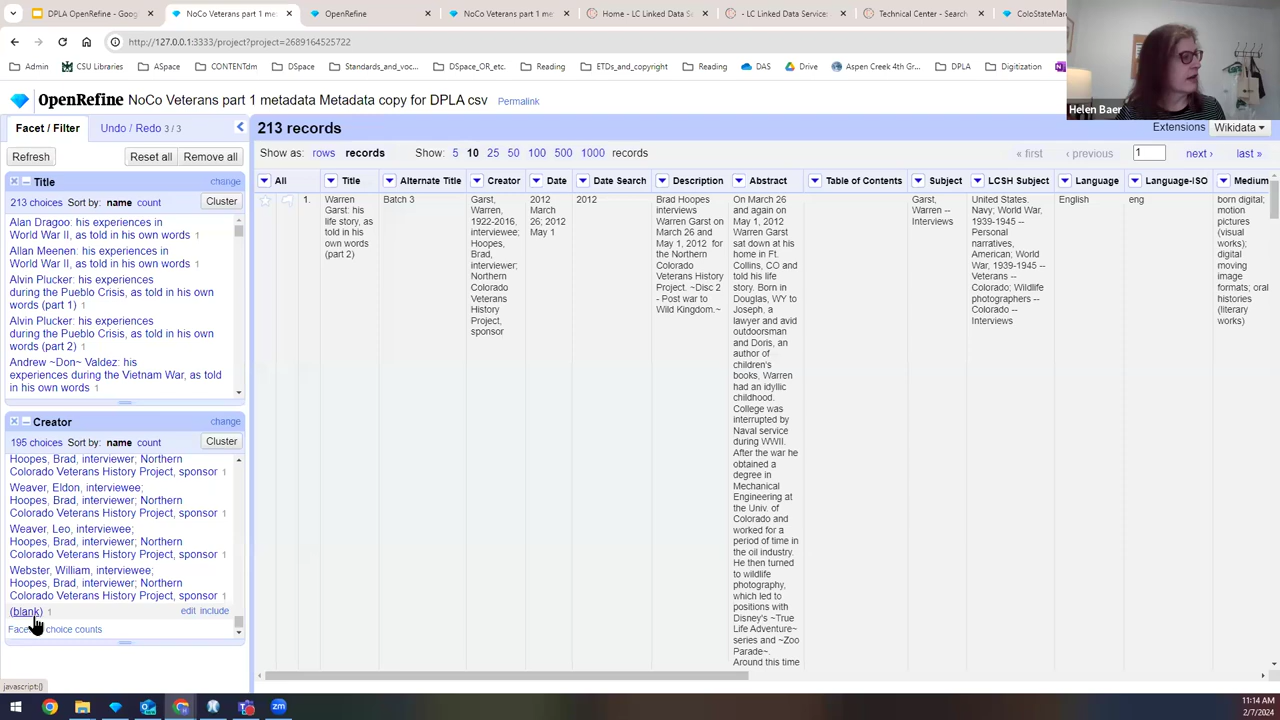 DPLA OpenRefine - Google
NoCo Veterans part 1 me
OpenRefine
NoCo Veterans part 1 me
Home - LC Linked Data S
- LC Linked Data Service
Technical Center - Search
ColoStateMar
http://127.0.0.1:3333/project?project=2689164525722
Admin
CSU Libraries
ASpace
CONTENTdm
DSpace
Standards_and_voc...
DSpace_OR_etc.
Reading
ETDs_and_copyright
Reading
DAS
Drive
Aspen Creek 4th Gr...
DPLA
Digitization
OpenRefine NoCo Veterans part 1 metadata Metadata copy for DPLA csv Permalink
Helen Baer
Facet / Filter
Undo / Redo 3 / 3
213 records
Extensions Wikidata
Refresh
Reset all
Remove all
Show as: rows records Show: 5 10 25 50 100 500 1000 records
« first ‹ previous 1 next › last »
Title
change
213 choices Sort by: name count
Cluster
Alan Dragoo: his experiences in
World War II, as told in his own words 1
Allan Meenen: his experiences in
World War II, as told in his own words 1
Alvin Plucker: his experiences
during the Pueblo Crisis, as told in his own
words (part 1) 1
Alvin Plucker: his experiences
during the Pueblo Crisis, as told in his own
words (part 2) 1
Andrew ~Don~ Valdez: his
experiences during the Vietnam War, as told
in his own words 1
Creator
change
195 choices Sort by: name count
Cluster
Hoopes, Brad, interviewer; Northern
Colorado Veterans History Project, sponsor 1
Weaver, Eldon, interviewee;
Hoopes, Brad, interviewer; Northern
Colorado Veterans History Project, sponsor 1
Weaver, Leo, interviewee;
Hoopes, Brad, interviewer; Northern
Colorado Veterans History Project, sponsor 1
Webster, William, interviewee;
Hoopes, Brad, interviewer; Northern
Colorado Veterans History Project, sponsor 1
(blank) 1
edit include
choice counts
All
Title
Alternate Title
Creator
Date
Date Search
Description
Abstract
Table of Contents
Subject
LCSH Subject
Language
Language-ISO
Medium
1.
Warren
Garst: his
life story, as
told in his
own words
(part 2)
Batch 3
Garst,
Warren,
1922-2016,
interviewee;
Hoopes,
Brad,
interviewer;
Northern
Colorado
Veterans
History
Project,
sponsor
2012
March
26; 2012
May 1
2012
Brad Hoopes
interviews
Warren Garst on
March 26 and
May 1, 2012 for
the Northern
Colorado
Veterans History
Project. ~Disc 2
- Post war to
Wild Kingdom.~
On March 26
and again on
May 1, 2012
Warren Garst
sat down at his
home in Ft.
Collins, CO and
told his life
story. Born in
Douglas, WY to
Joseph, a
lawyer and avid
outdoorsman
and Doris, an
author of
children's
books, Warren
had an idyllic
childhood.
College was
interrupted by
Naval service
during WWII.
After the war he
obtained a
degree in
Mechanical
Engineering at
the Univ. of
Colorado and
worked for a
period of time in
the oil industry.
He then turned
to wildlife
photography,
which led to
positions with
Disney's ~True
Life Adventure~
series and ~Zoo
Parade~.
Around this time
Garst,
Warren --
Interviews
United States.
Navy; World War,
1939-1945 --
Personal
narratives,
American; World
War, 1939-1945 --
Veterans --
Colorado; Wildlife
photographers --
Colorado --
Interviews
English
eng
born digital;
motion
pictures
(visual
works);
digital
moving
image
formats; oral
histories
(literary
works)
javascript:{}
zm
11:14 AM
2/7/2024